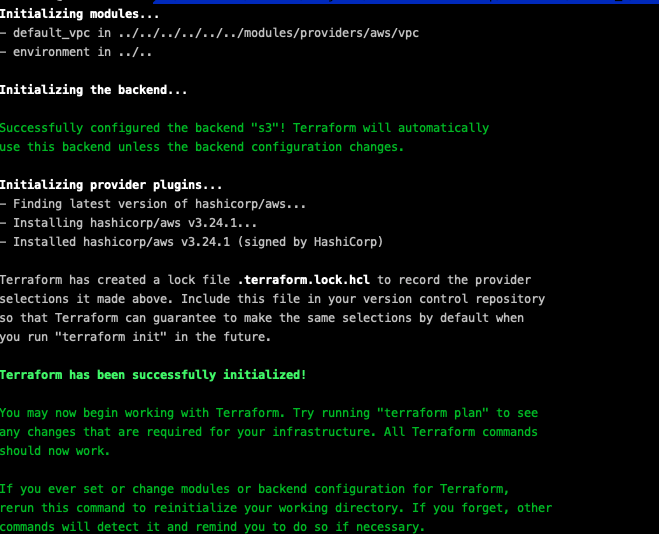 Initializing modules...
- default_vpc in ../../../../../../modules/providers/aws/vpc
- environment in ../..
Initializing the backend...
Successfully configured the backend "s3"! Terraform will automatically
use this backend unless the backend configuration changes.
Initializing provider plugins...
- Finding latest version of hashicorp/aws...
- Installing hashicorp/aws v3.24.1...
- Installed hashicorp/aws v3.24.1 (signed by HashiCorp)
Terraform has created a lock file .terraform.lock.hcl to record the provider
selections it made above. Include this file in your version control repository
so that Terraform can guarantee to make the same selections by default when
you run "terraform init" in the future.
Terraform has been successfully initialized!
You may now begin working with Terraform. Try running "terraform plan" to see
any changes that are required for your infrastructure. All Terraform commands
should now work.
If you ever set or change modules or backend configuration for Terraform,
rerun this command to reinitialize your working directory. If you forget, other
commands will detect it and remind you to do so if necessary.